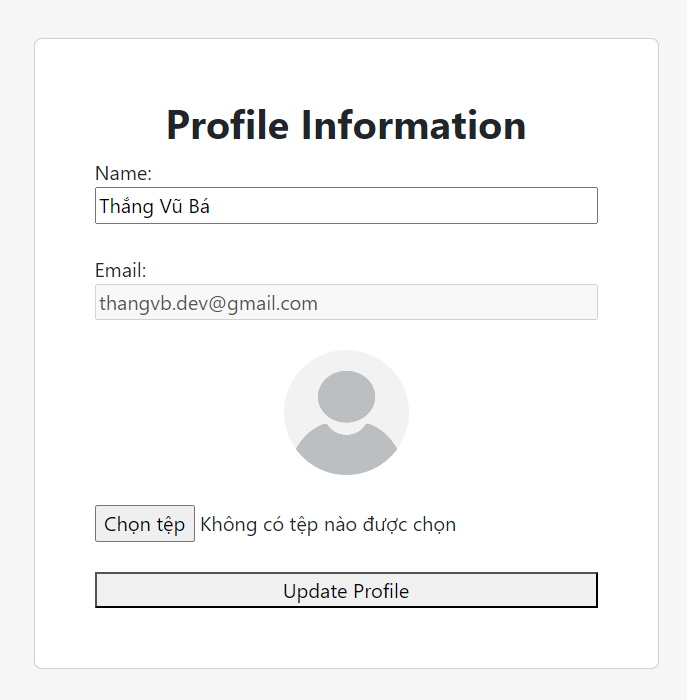 Profile Information
Name:
Thắng Vũ Bá
Email:
thangvb.dev@gmail.com
Chọn tệp Không có tệp nào được chọn
Update Profile